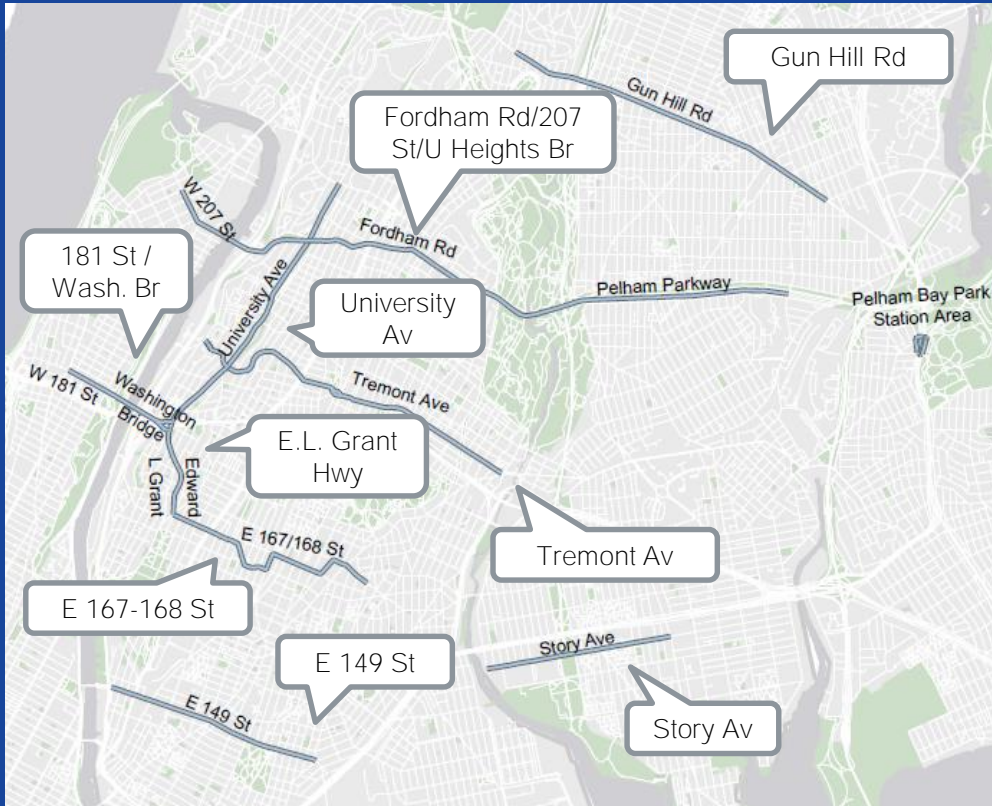 Gun Hill Rd
Gun Hill Rd
Fordham Rd/207
St/U Heights Br
W 207 St
Fordham Rd
181 St /
Wash. Br
University Ave
University
Av
Pelham Parkway
Pelham Bay Park
Station Area
W 181 St
Washington
Bridge
Tremont Ave
E.L. Grant
Hwy
Edward
L Grant
E 167/168 St
Tremont Av
E 167-168 St
Story Ave
E 149 St
E 149 St
Story Av